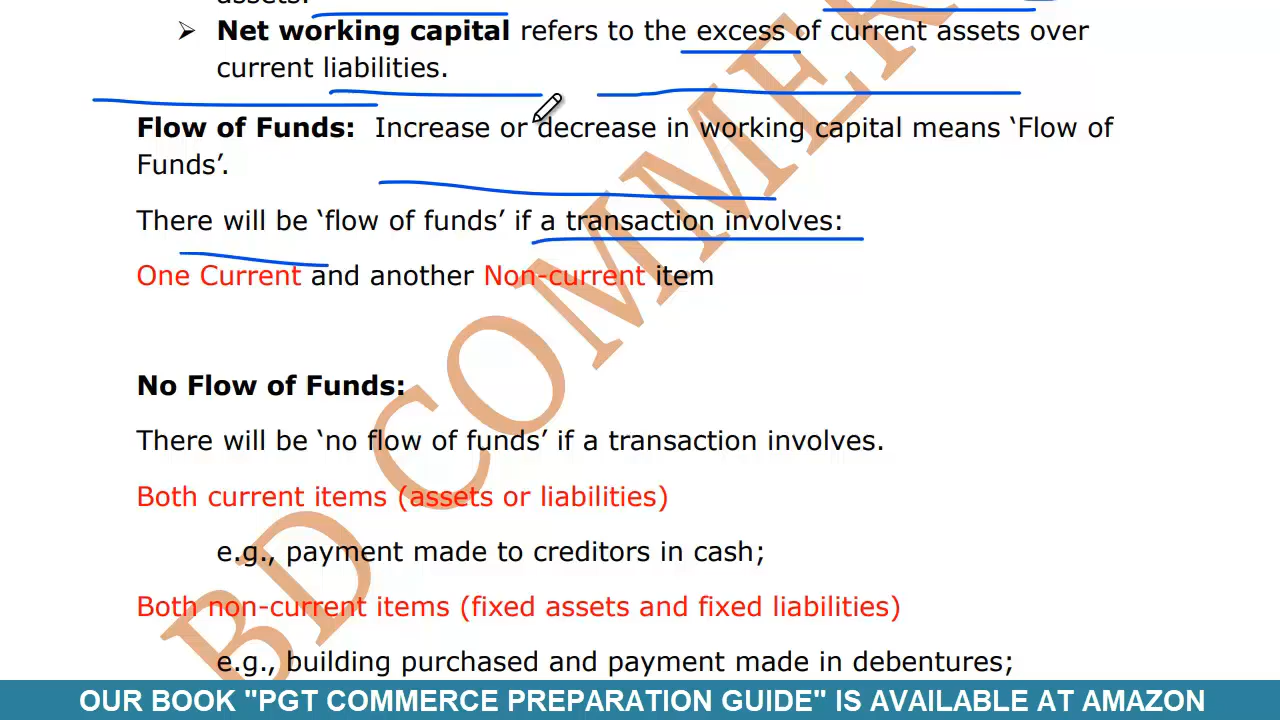 assets.
➢ Net working capital refers to the excess of current assets over
current liabilities.
Flow of Funds: Increase or decrease in working capital means ‘Flow of
Funds’.
There will be ‘flow of funds’ if a transaction involves:
One Current and another Non-current item
No Flow of Funds:
There will be ‘no flow of funds’ if a transaction involves.
Both current items (assets or liabilities)
e.g., payment made to creditors in cash;
Both non-current items (fixed assets and fixed liabilities)
e.g., building purchased and payment made in debentures;
BD COMMER
OUR BOOK "PGT COMMERCE PREPARATION GUIDE" IS AVAILABLE AT AMAZON